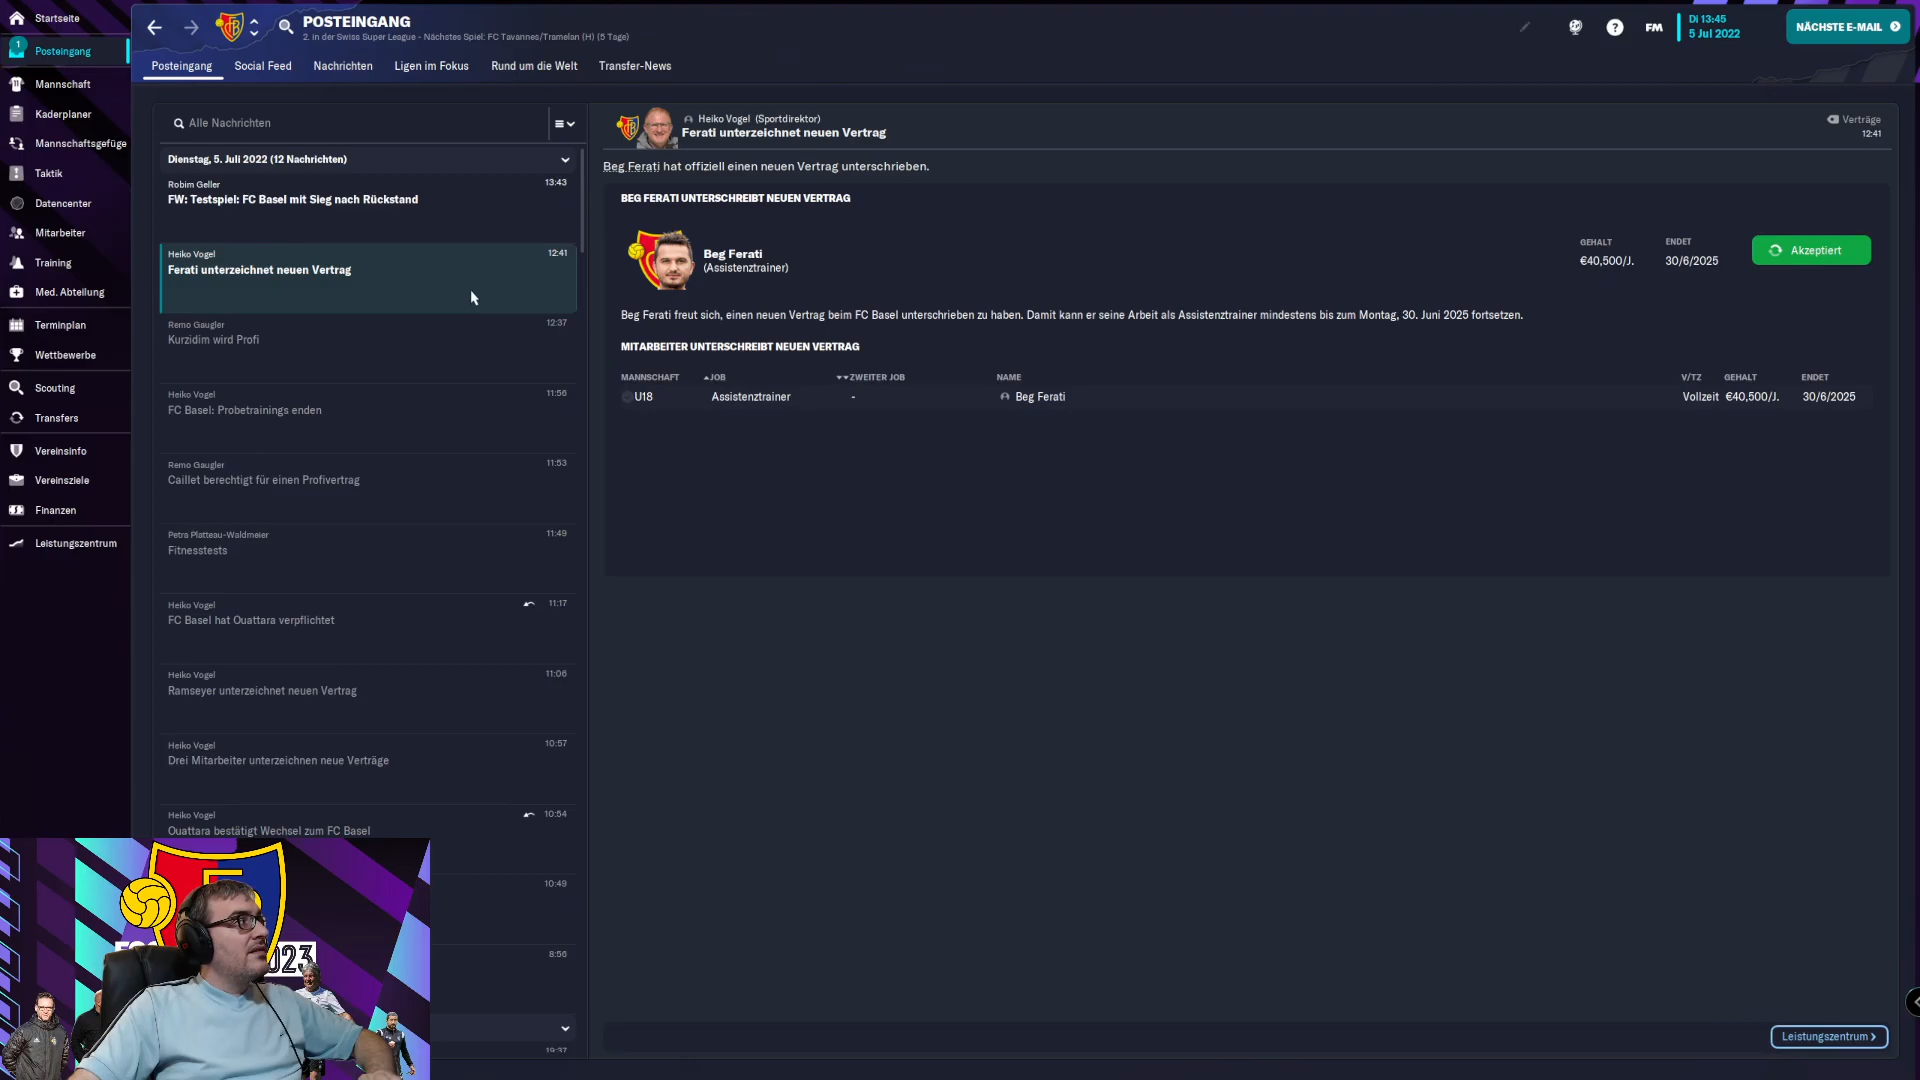 Startseite
1
Posteingang
Mannschaft
Kaderplaner
Mannschaftsgefüge
Taktik
Datencenter
Mitarbeiter
Training
Med. Abteilung
Terminplan
Wettbewerbe
Scouting
Transfers
Vereinsinfo
Vereinsziele
Finanzen
Leistungszentrum
POSTEINGANG
2. in der Swiss Super League - Nächstes Spiel: FC Tavannes/Tramelan (H) (5 Tage)
FM
Di 13:45
5 Jul 2022
NÄCHSTE E-MAIL
Posteingang Social Feed Nachrichten Ligen im Fokus Rund um die Welt Transfer-News
Alle Nachrichten
Dienstag, 5. Juli 2022 (12 Nachrichten)
Robim Geller 13:43
FW: Testspiel: FC Basel mit Sieg nach Rückstand
Heiko Vogel 12:41
Ferati unterzeichnet neuen Vertrag
Remo Gaugler 12:37
Kurzidim wird Profi
Heiko Vogel 11:56
FC Basel: Probetrainings enden
Remo Gaugler 11:53
Caillet berechtigt für einen Profivertrag
Petra Platteau-Waldmeier 11:49
Fitnesstests
Heiko Vogel 11:17
FC Basel hat Ouattara verpflichtet
Heiko Vogel 11:06
Ramseyer unterzeichnet neuen Vertrag
Heiko Vogel 10:57
Drei Mitarbeiter unterzeichnen neue Verträge
Heiko Vogel 10:54
Ouattara bestätigt Wechsel zum FC Basel
10:49
8:56
19:37
Heiko Vogel (Sportdirektor)
Ferati unterzeichnet neuen Vertrag
Verträge
12:41
Beg Ferati hat offiziell einen neuen Vertrag unterschrieben.
BEG FERATI UNTERSCHREIBT NEUEN VERTRAG
Beg Ferati
(Assistenztrainer)
GEHALT ENDET
€40,500/J. 30/6/2025
Akzeptiert
Beg Ferati freut sich, einen neuen Vertrag beim FC Basel unterschrieben zu haben. Damit kann er seine Arbeit als Assistenztrainer mindestens bis zum Montag, 30. Juni 2025 fortsetzen.
MITARBEITER UNTERSCHREIBT NEUEN VERTRAG
MANNSCHAFT JOB ZWEITER JOB NAME V/TZ GEHALT ENDET
U18 Assistenztrainer - Beg Ferati Vollzeit €40,500/J. 30/6/2025
Leistungszentrum